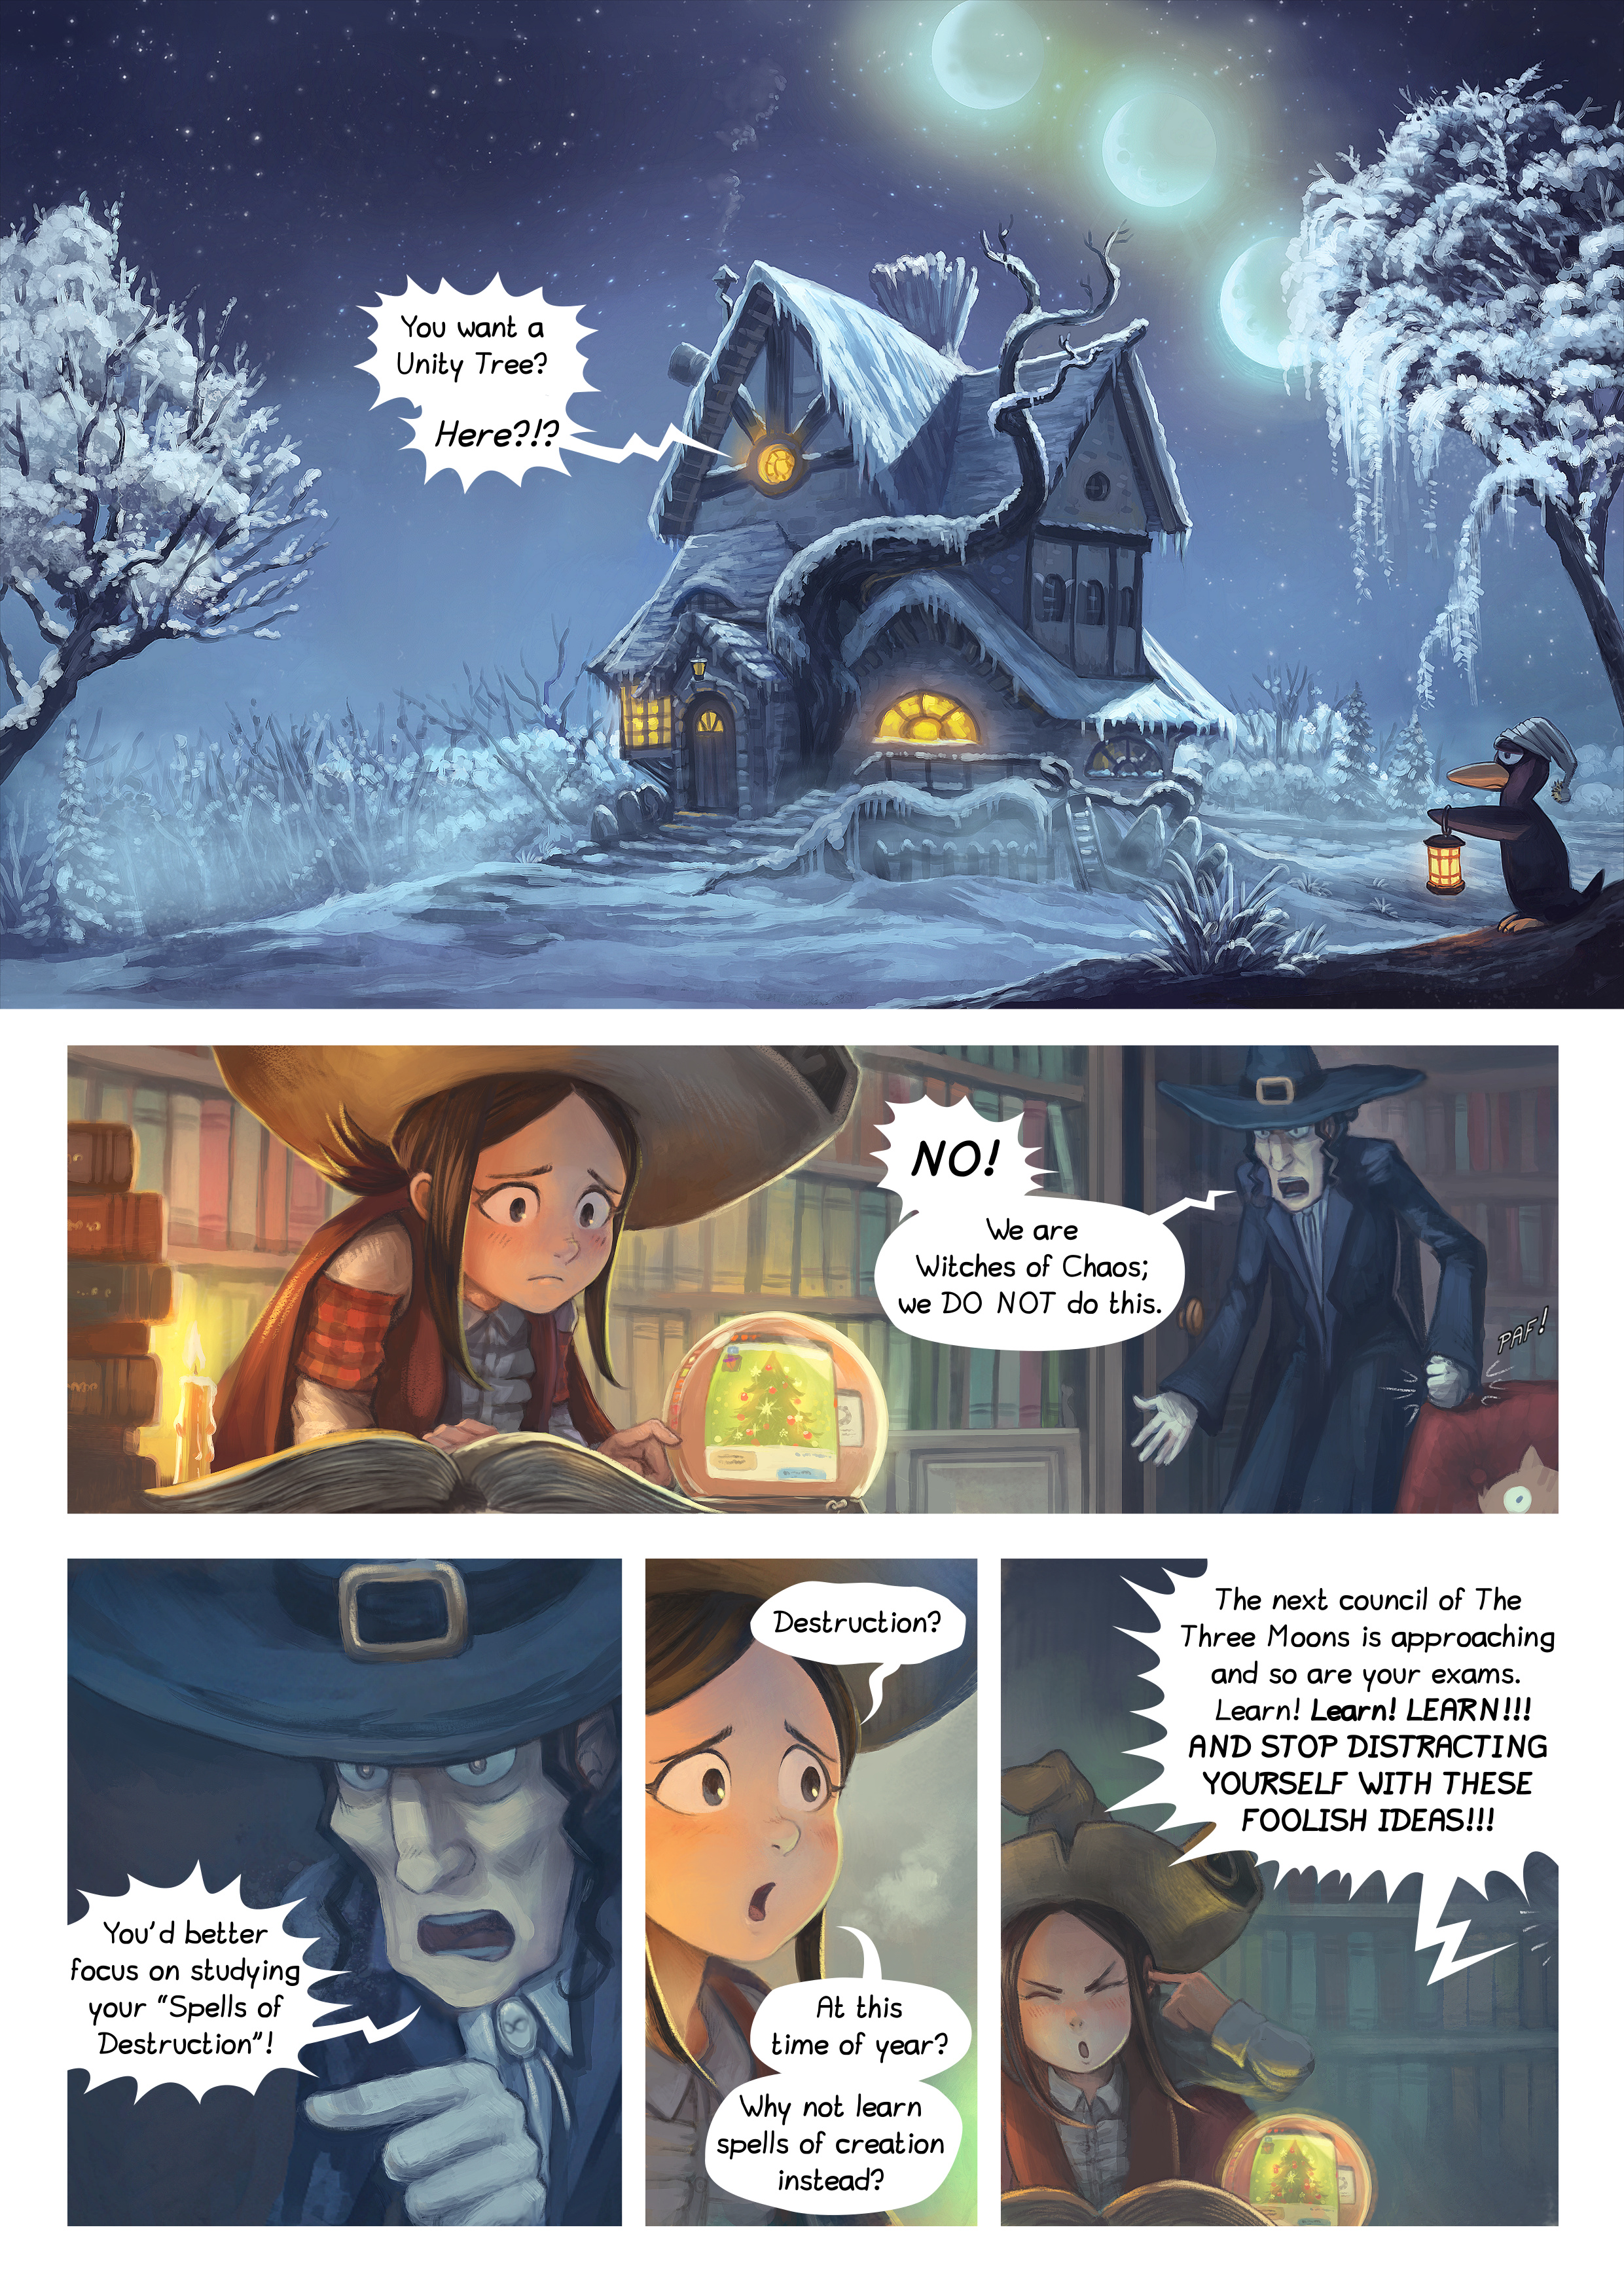 You want a
Unity Tree?
Here?!?
NO!
We are
Witches of Chaos;
we DO NOT do this.
PAF!
You'd better
focus on studying
your "Spells of
Destruction"!
Destruction?
At this
time of year?
Why not learn
spells of creation
instead?
The next council of The
Three Moons is approaching
and so are your exams.
Learn! Learn! LEARN!!!
AND STOP DISTRACTING
YOURSELF WITH THESE
FOOLISH IDEAS!!!